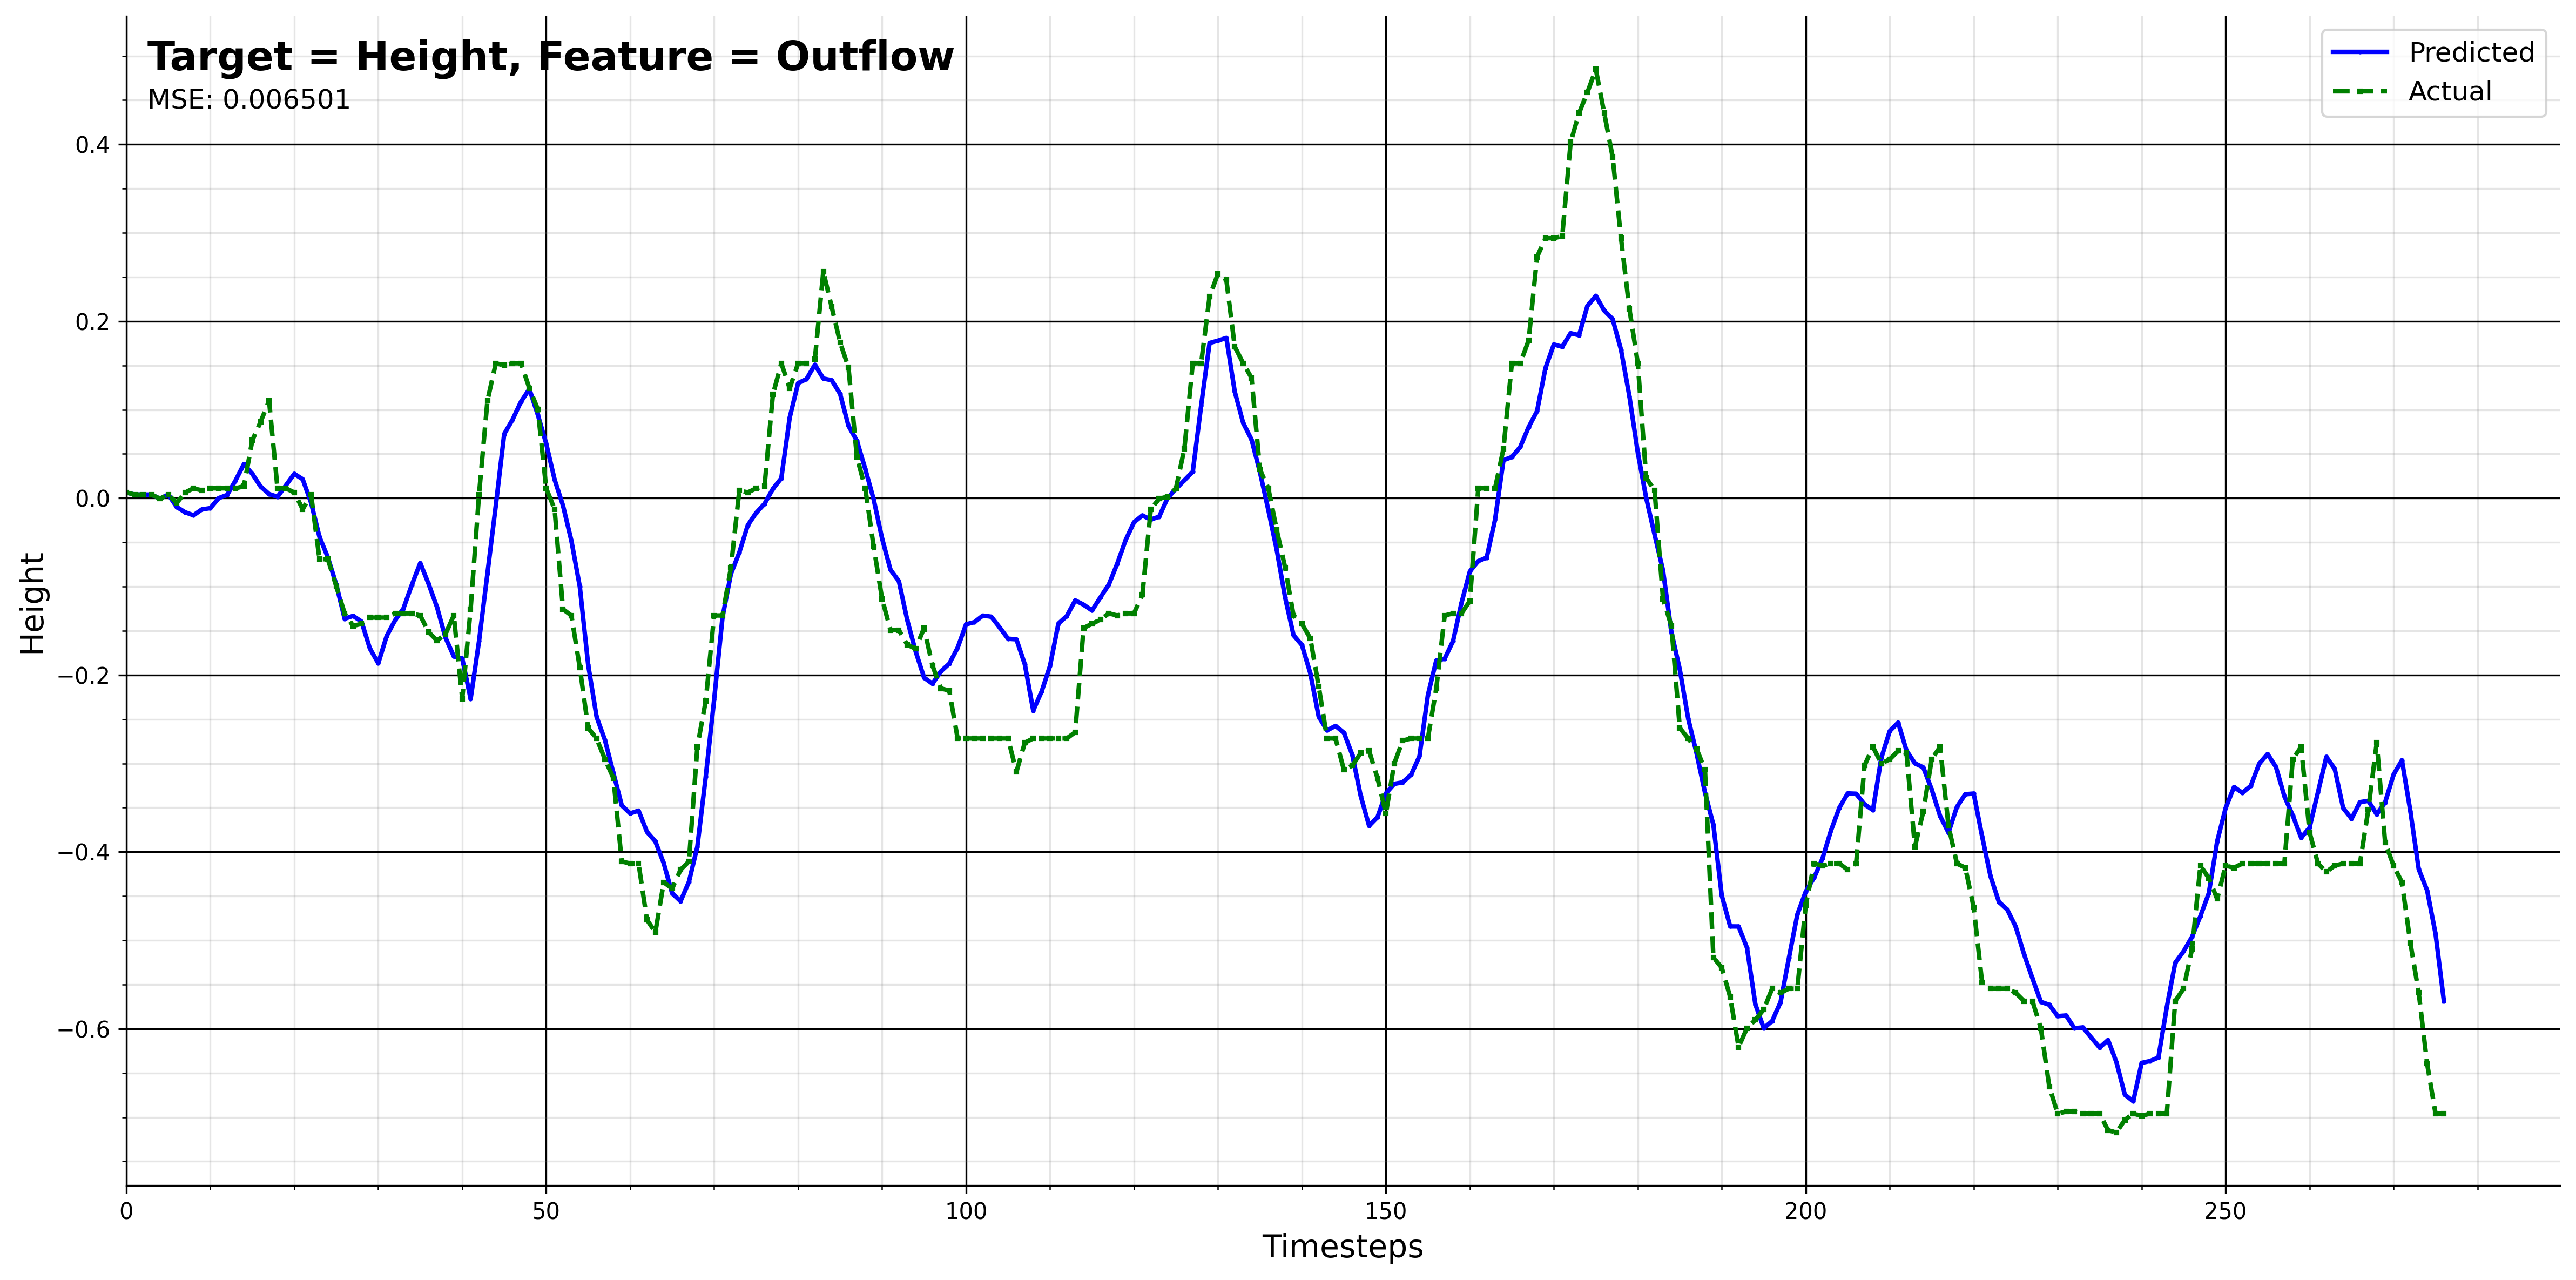 Target = Height, Feature = Outflow
MSE: 0.006501
Predicted
Actual
0.4
0.2
0.0
−0.2
−0.4
−0.6
Height
0 50 100 150 200 250
Timesteps